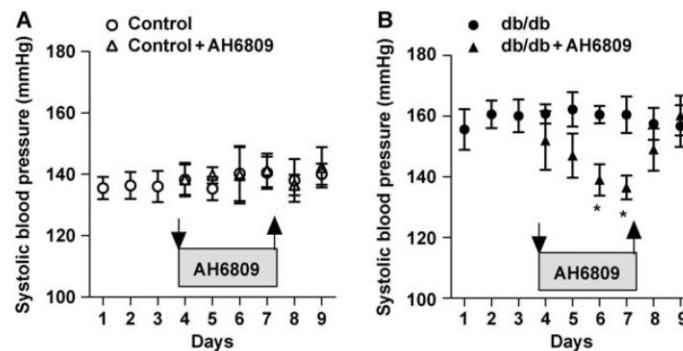 A
Control
Control + AH6809
Systolic blood pressure (mmHg)
180
160
140
120
100
AH6809
1 2 3 4 5 6 7 8 9
Days
B
db/db
db/db + AH6809
Systolic blood pressure (mmHg)
180
160
140
120
100
* *
AH6809
1 2 3 4 5 6 7 8 9
Days